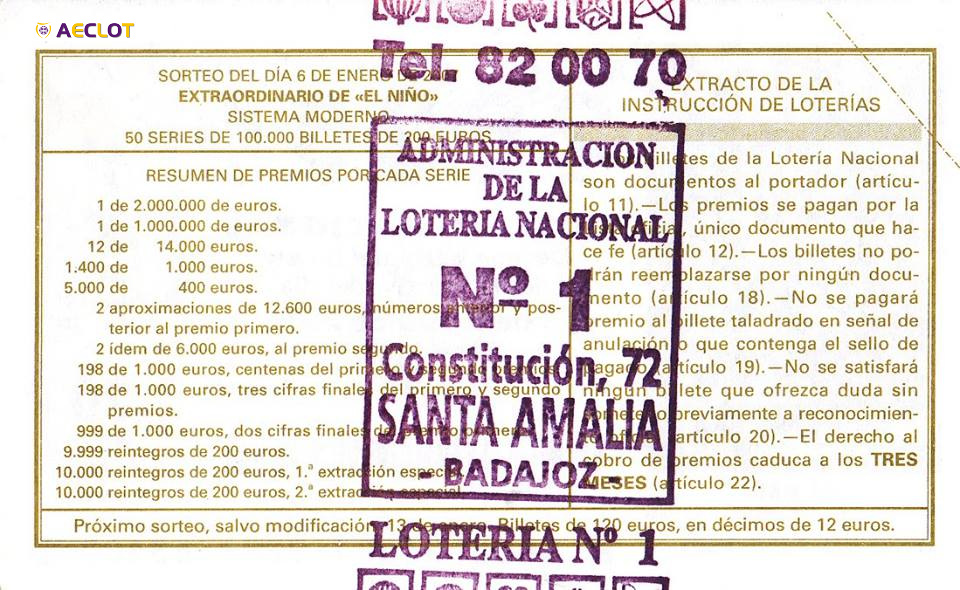 AECLOT
Tel. 82 00 70
SORTEO DEL DÍA 6 DE ENERO DE
EXTRAORDINARIO DE «EL NIÑO»
SISTEMA MODERNO
50 SERIES DE 100.000 BILLETES DE 200 EUROS
RESUMEN DE PREMIOS POR CADA SERIE
1 de 2.000.000 de euros.
1 de 1.000.000 de euros.
12 de 14.000 euros.
1.400 de 1.000 euros.
5.000 de 400 euros.
2 aproximaciones de 12.600 euros, números anterior y pos-
terior al premio primero.
2 ídem de 6.000 euros, al premio segundo.
198 de 1.000 euros, centenas del primero y segundo premios.
198 de 1.000 euros, tres cifras finales del primero y segundo
premios.
999 de 1.000 euros, dos cifras finales del premio primero.
9.999 reintegros de 200 euros.
10.000 reintegros de 200 euros, 1.ª extracción especial.
10.000 reintegros de 200 euros, 2.ª extracción especial.
EXTRACTO DE LA
INSTRUCCIÓN DE LOTERÍAS
Los billetes de la Lotería Nacional
son documentos al portador (artícu-
lo 11).—Los premios se pagan por la
lista oficial, único documento que ha-
ce fe (artículo 12).—Los billetes no po-
drán reemplazarse por ningún docu-
mento (artículo 18).—No se pagará
premio al billete taladrado en señal de
anulación o que contenga el sello de
pagado (artículo 19).—No se satisfará
ningún billete que ofrezca duda sin
someterlo previamente a reconocimien-
to oficial (artículo 20).—El derecho al
cobro de premios caduca a los TRES
MESES (artículo 22).
ADMINISTRACION
DE LA
LOTERIA NACIONAL
Nº 1
Constitución, 72
SANTA AMALIA
- BADAJOZ -
Próximo sorteo, salvo modificación, 13 de enero. Billetes de 120 euros, en décimos de 12 euros.
LOTERIA Nº 1